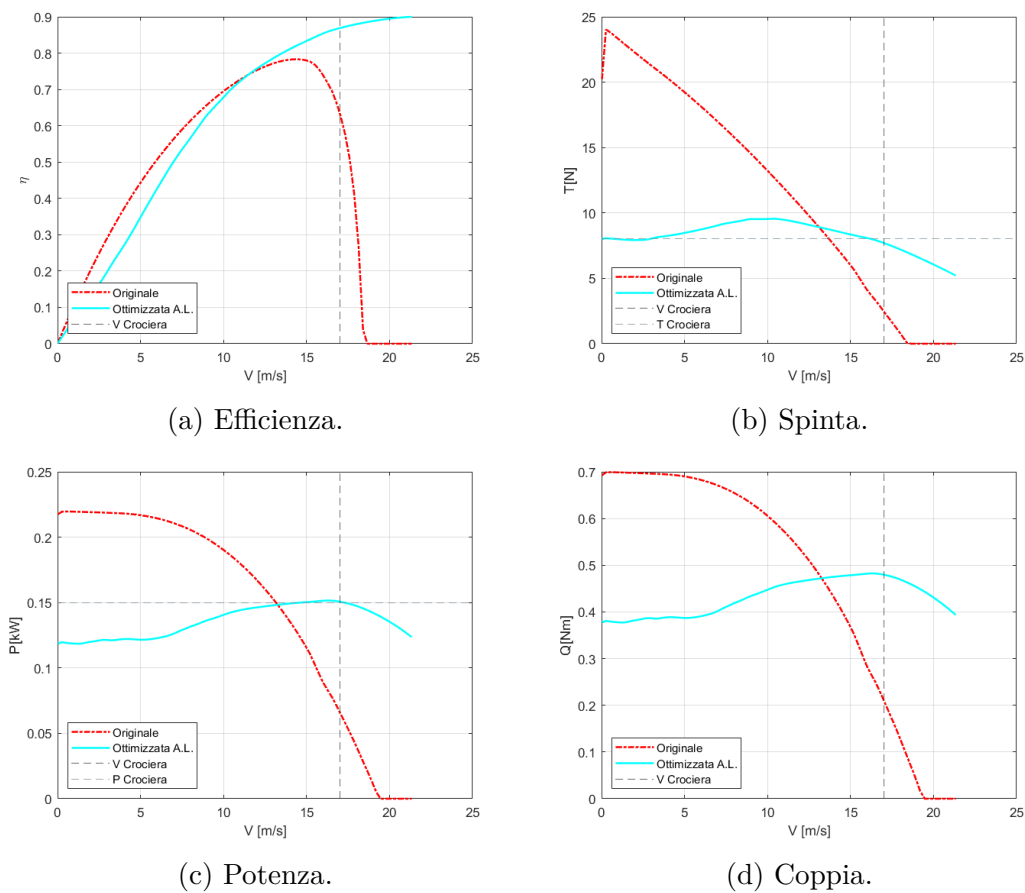 0.9
0.8
0.7
0.6
0.5
0.4
0.3
0.2
0.1
0
η
Originale
Ottimizzata A.L.
V Crociera
0 5 10 15 20 25
V [m/s]
(a) Efficienza.
25
20
15
10
5
0
T[N]
Originale
Ottimizzata A.L.
V Crociera
T Crociera
0 5 10 15 20 25
V [m/s]
(b) Spinta.
0.25
0.2
0.15
0.1
0.05
0
P[kW]
Originale
Ottimizzata A.L.
V Crociera
P Crociera
0 5 10 15 20 25
V [m/s]
(c) Potenza.
0.7
0.6
0.5
0.4
0.3
0.2
0.1
0
Q[Nm]
Originale
Ottimizzata A.L.
V Crociera
0 5 10 15 20 25
V [m/s]
(d) Coppia.